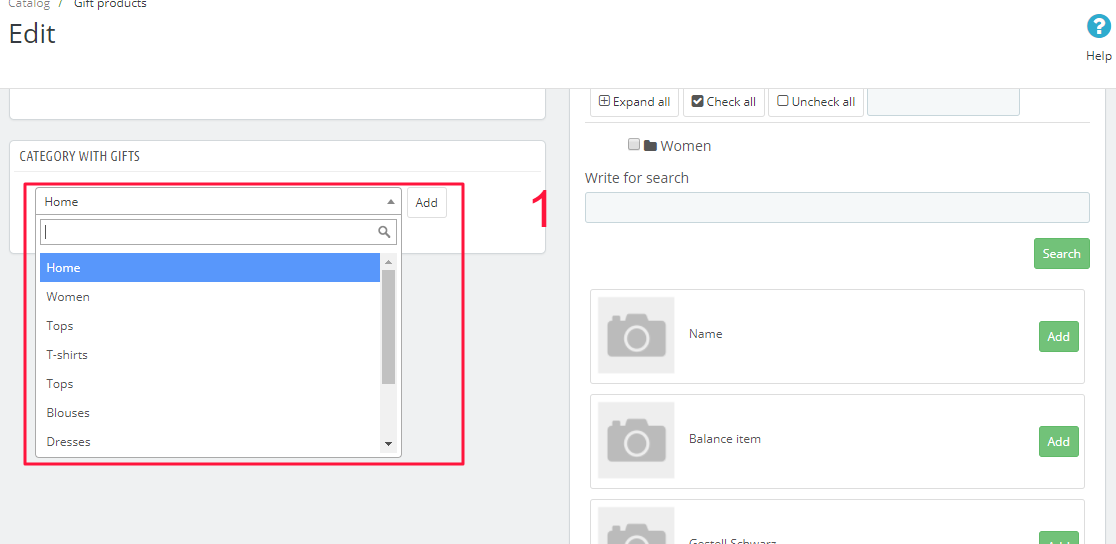 Catalog / Gift products
Edit
Help
CATEGORY WITH GIFTS
Home
Add
Home
Women
Tops
T-shirts
Tops
Blouses
Dresses
1
Expand all
Check all
Uncheck all
Women
Write for search
Search
Name
Add
Balance item
Add
Gestell Schwarz
Add